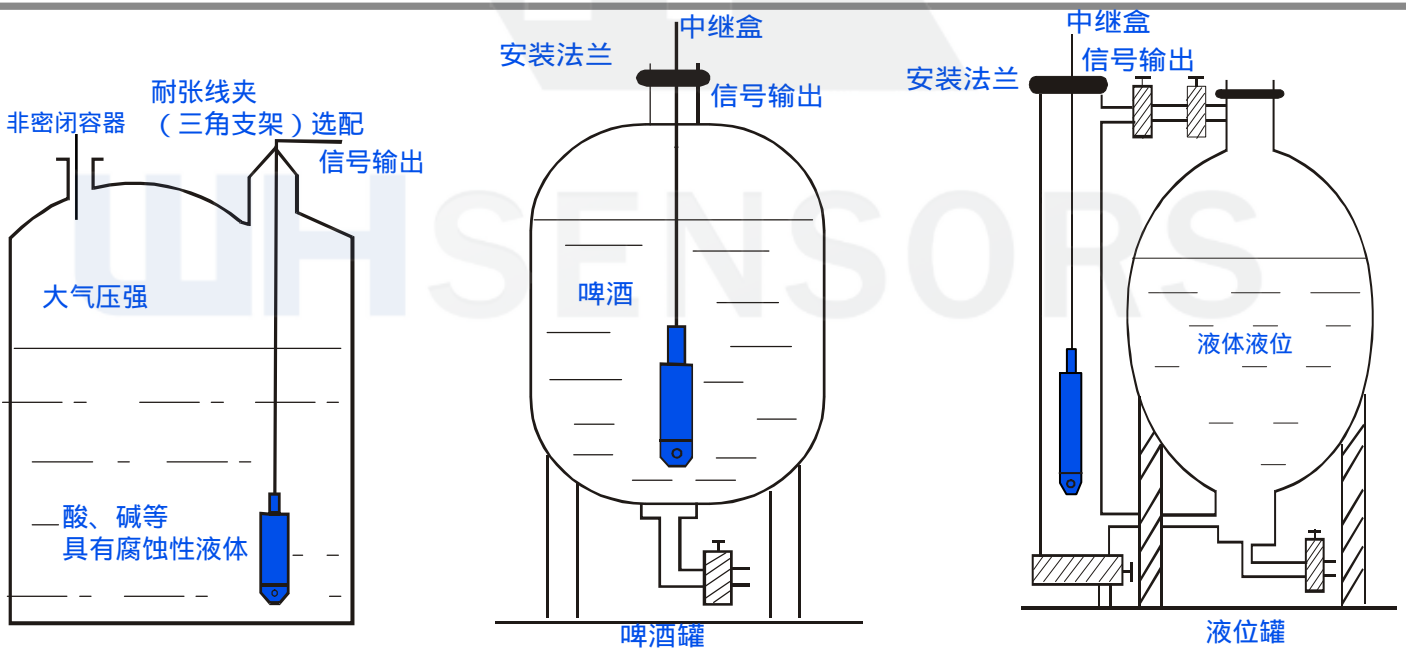 非密闭容器
耐张线夹
（三角支架）选配
信号输出
大气压强
酸、碱等
具有腐蚀性液体
中继盒
安装法兰
信号输出
啤酒
啤酒罐
中继盒
信号输出
安装法兰
液体液位
液位罐
WHSENSORS